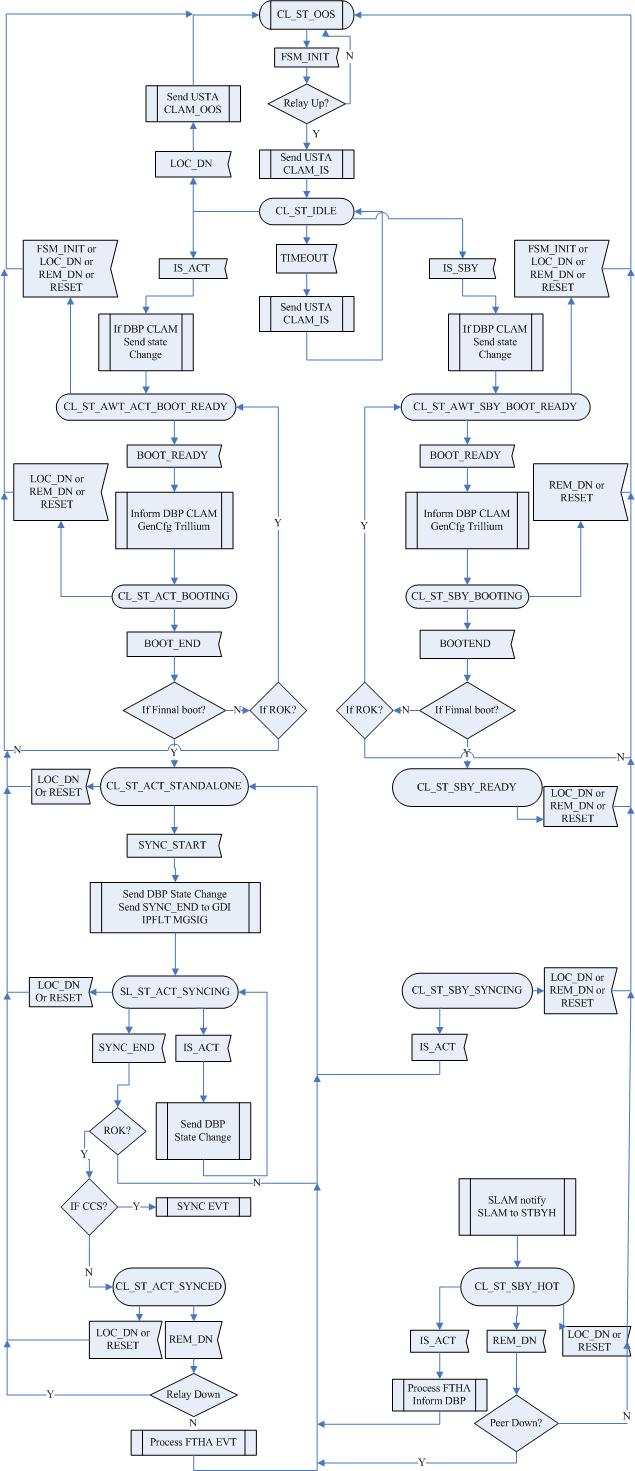 CL_ST_OOS
FSM_INIT
N
Relay Up?
Y
Send USTA
CLAM_OOS
LOC_DN
Send USTA
CLAM_IS
CL_ST_IDLE
IS_ACT
TIMEOUT
IS_SBY
Send USTA
CLAM_IS
FSM_INIT or
LOC_DN or
REM_DN or
RESET
FSM_INIT or
LOC_DN or
REM_DN or
RESET
If DBP CLAM
Send state
Change
If DBP CLAM
Send state
Change
CL_ST_AWT_ACT_BOOT_READY
CL_ST_AWT_SBY_BOOT_READY
BOOT_READY
BOOT_READY
LOC_DN or
REM_DN or
RESET
Inform DBP CLAM
GenCfg Trillium
Y
Y
Inform DBP CLAM
GenCfg Trillium
REM_DN or
RESET
CL_ST_ACT_BOOTING
CL_ST_SBY_BOOTING
BOOT_END
BOOTEND
If Finnal boot?
N
If ROK?
If ROK?
N
If Finnal boot?
N
Y
Y
N
LOC_DN
Or RESET
CL_ST_ACT_STANDALONE
CL_ST_SBY_READY
LOC_DN or
REM_DN or
RESET
SYNC_START
Send DBP State Change
Send SYNC_END to GDI
IPFLT MGSIG
LOC_DN
Or RESET
SL_ST_ACT_SYNCING
CL_ST_SBY_SYNCING
LOC_DN or
REM_DN or
RESET
SYNC_END
IS_ACT
IS_ACT
ROK?
Send DBP
State Change
Y
N
IF CCS?
Y
SYNC EVT
SLAM notify
SLAM to STBYH
N
CL_ST_ACT_SYNCED
CL_ST_SBY_HOT
LOC_DN or
RESET
REM_DN
IS_ACT
REM_DN
LOC_DN or
RESET
Y
Relay Down
Process FTHA
Inform DBP
N
Peer Down?
N
Process FTHA EVT
Y